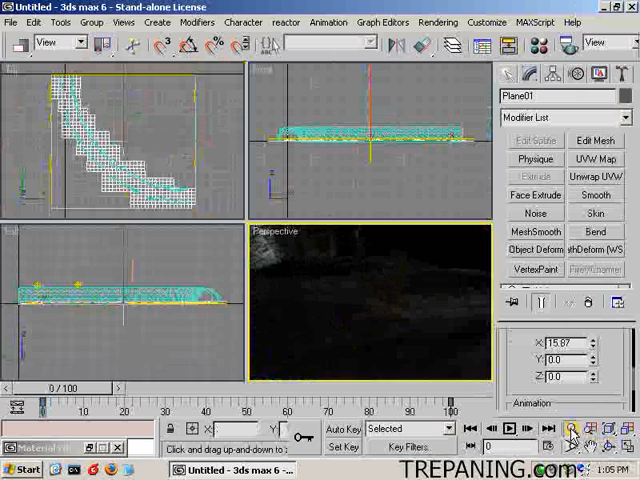 Untitled - 3ds max 6 - Stand-alone License
File Edit Tools Group Views Create Modifiers Character reactor Animation Graph Editors Rendering Customize MAXScript Help
View
View
Front
Plane01
Modifier List
Edit Spline Edit Mesh
Physique UVW Map
Extrude Unwrap UVW
Face Extrude Smooth
Noise Skin
MeshSmooth Bend
Object Deform
VertexPaint
Perspective
X: 15.87
Y: 0.0
Z: 0.0
Animation
0 / 100
0 10 20 30 40 50 60 70 80 90 100
X: Y:
Auto Key Selected
Set Key Key Filters...
0
Click and drag up-and-down to
Start
Untitled - 3ds max 6 -...
1:05 PM
TREPANING.com